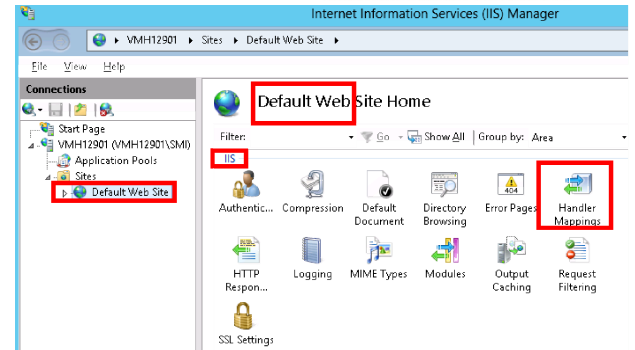 Internet Information Services (IIS) Manager
VMH12901 Sites Default Web Site
File View Help
Connections
Start Page
VMH12901 (VMH12901\SMI)
Application Pools
Sites
Default Web Site
Default Web Site Home
Filter: Go Show All Group by: Area
IIS
Authentic... Compression Default Document Directory Browsing Error Pages Handler Mappings
404 404
HTTP Respon... Logging MIME Types Modules Output Caching Request Filtering
SSL Settings